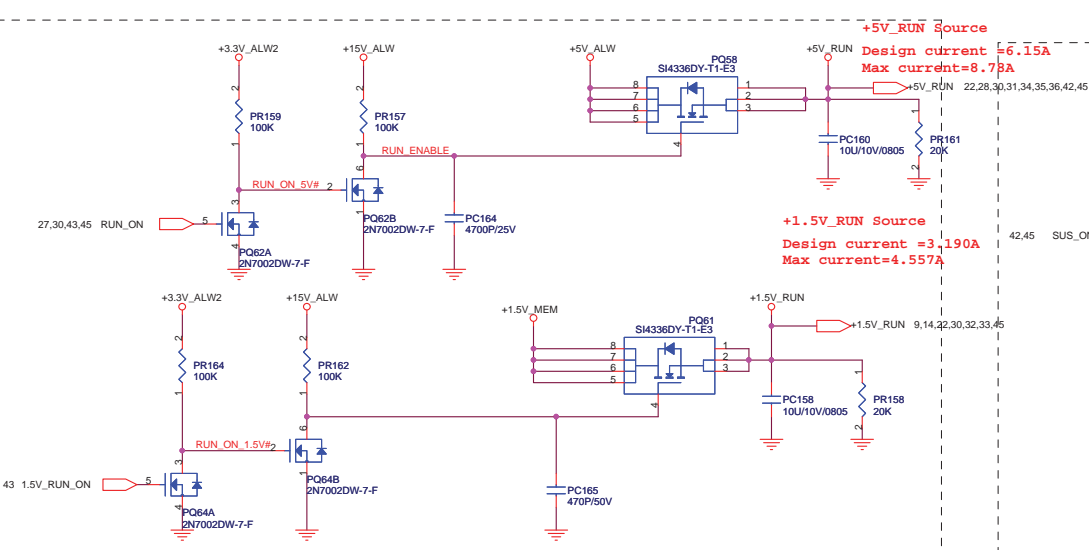 +5V_RUN Source
Design current =6.15A
Max current=8.78A
+3.3V_ALW2
+15V_ALW
+5V_ALW
+5V_RUN
PQ58
SI4336DY-T1-E3
8
7
6
5
1
2
3
4
+5V_RUN 22,28,30,31,34,35,36,42,45
2
PR159
100K
1
2
PR157
100K
1
PC160
10U/10V/0805
1
PR161
20K
2
RUN_ENABLE
6
RUN_ON_5V#
2
3
1
PQ62B
2N7002DW-7-F
PC164
4700P/25V
27,30,43,45 RUN_ON
5
4
PQ62A
2N7002DW-7-F
+1.5V_RUN Source
Design current =3.190A
Max current=4.557A
42,45 SUS_ON
+3.3V_ALW2
+15V_ALW
+1.5V_MEM
+1.5V_RUN
PQ61
SI4336DY-T1-E3
8
7
6
5
1
2
3
4
+1.5V_RUN 9,14,22,30,32,33,45
2
PR164
100K
1
2
PR162
100K
1
PC158
10U/10V/0805
1
PR158
20K
2
6
RUN_ON_1.5V#
2
3
1
PQ64B
2N7002DW-7-F
43 1.5V_RUN_ON
5
4
PQ64A
2N7002DW-7-F
PC165
470P/50V